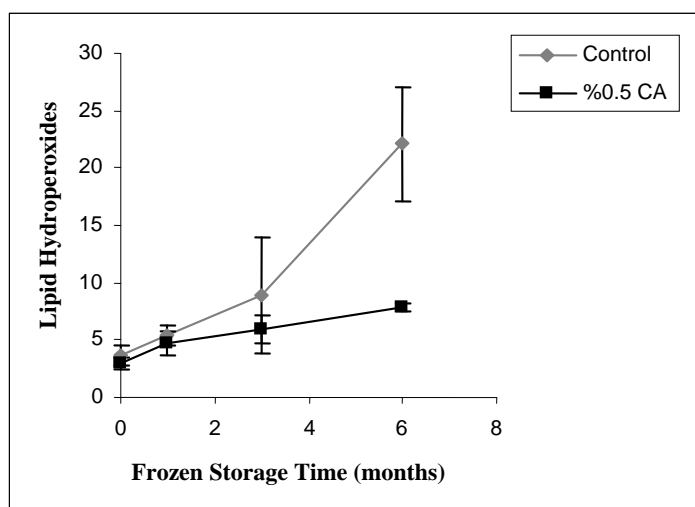 30
25
20
15
10
5
0
Lipid Hydroperoxides
0 2 4 6 8
Frozen Storage Time (months)
Control
%0.5 CA